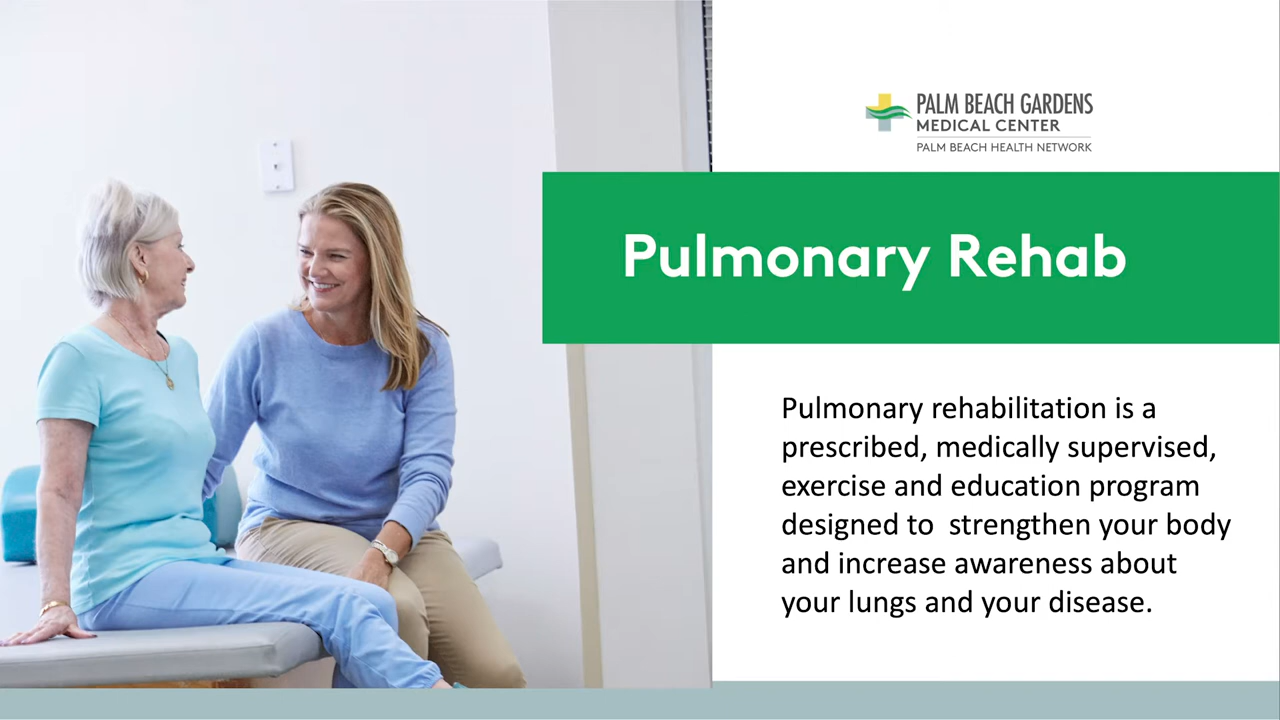 PALM BEACH GARDENS
MEDICAL CENTER
PALM BEACH HEALTH NETWORK
Pulmonary Rehab
Pulmonary rehabilitation is a
prescribed, medically supervised,
exercise and education program
designed to  strengthen your body
and increase awareness about
your lungs and your disease.